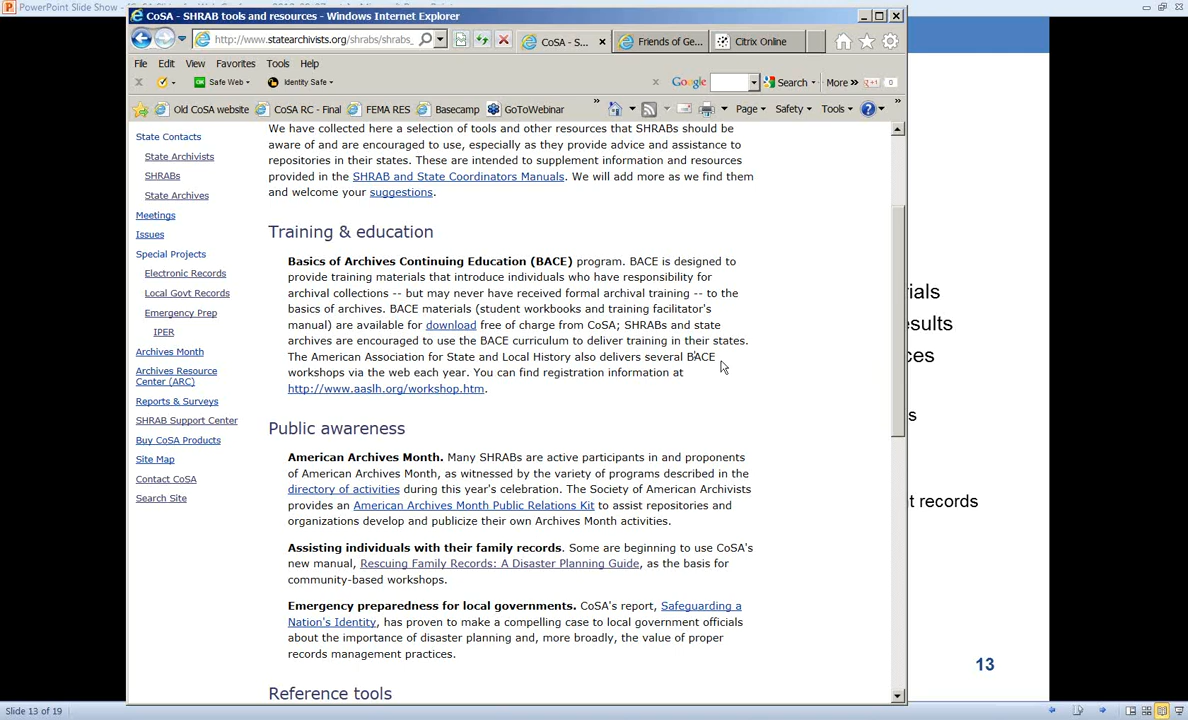 PowerPoint Slide Show -
CoSA - SHRAB tools and resources - Windows Internet Explorer
http://www.statearchivists.org/shrabs/shrabs_
CoSA - S...
Friends of Ge...
Citrix Online
File Edit View Favorites Tools Help
Safe Web
Identity Safe
Google
Search
More »
+1
0
Old CoSA website
CoSA RC - Final
FEMA RES
Basecamp
GoToWebinar
»
Page
Safety
Tools
»
State Contacts
State Archivists
SHRABs
State Archives
Meetings
Issues
Special Projects
Electronic Records
Local Govt Records
Emergency Prep
IPER
Archives Month
Archives Resource
Center (ARC)
Reports & Surveys
SHRAB Support Center
Buy CoSA Products
Site Map
Contact CoSA
Search Site
We have collected here a selection of tools and other resources that SHRABs should be
aware of and are encouraged to use, especially as they provide advice and assistance to
repositories in their states. These are intended to supplement information and resources
provided in the SHRAB and State Coordinators Manuals. We will add more as we find them
and welcome your suggestions.
Training & education
Basics of Archives Continuing Education (BACE) program. BACE is designed to
provide training materials that introduce individuals who have responsibility for
archival collections -- but may never have received formal archival training -- to the
basics of archives. BACE materials (student workbooks and training facilitator's
manual) are available for download free of charge from CoSA; SHRABs and state
archives are encouraged to use the BACE curriculum to deliver training in their states.
The American Association for State and Local History also delivers several BACE
workshops via the web each year. You can find registration information at
http://www.aaslh.org/workshop.htm.
Public awareness
American Archives Month. Many SHRABs are active participants in and proponents
of American Archives Month, as witnessed by the variety of programs described in the
directory of activities during this year's celebration. The Society of American Archivists
provides an American Archives Month Public Relations Kit to assist repositories and
organizations develop and publicize their own Archives Month activities.
Assisting individuals with their family records. Some are beginning to use CoSA's
new manual, Rescuing Family Records: A Disaster Planning Guide, as the basis for
community-based workshops.
Emergency preparedness for local governments. CoSA's report, Safeguarding a
Nation's Identity, has proven to make a compelling case to local government officials
about the importance of disaster planning and, more broadly, the value of proper
records management practices.
Reference tools
ials
esults
ces
s
t records
13
Slide 13 of 19